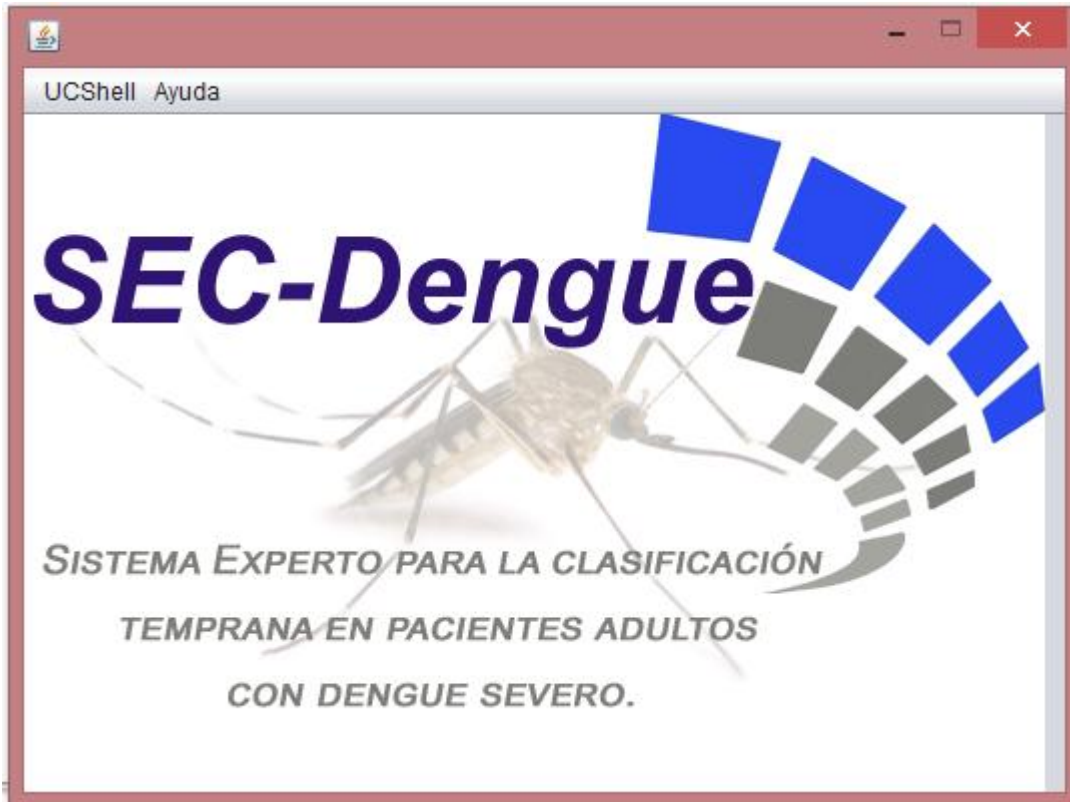 UCShell Ayuda
SEC-Dengue
SISTEMA EXPERTO PARA LA CLASIFICACIÓN
TEMPRANA EN PACIENTES ADULTOS
CON DENGUE SEVERO.